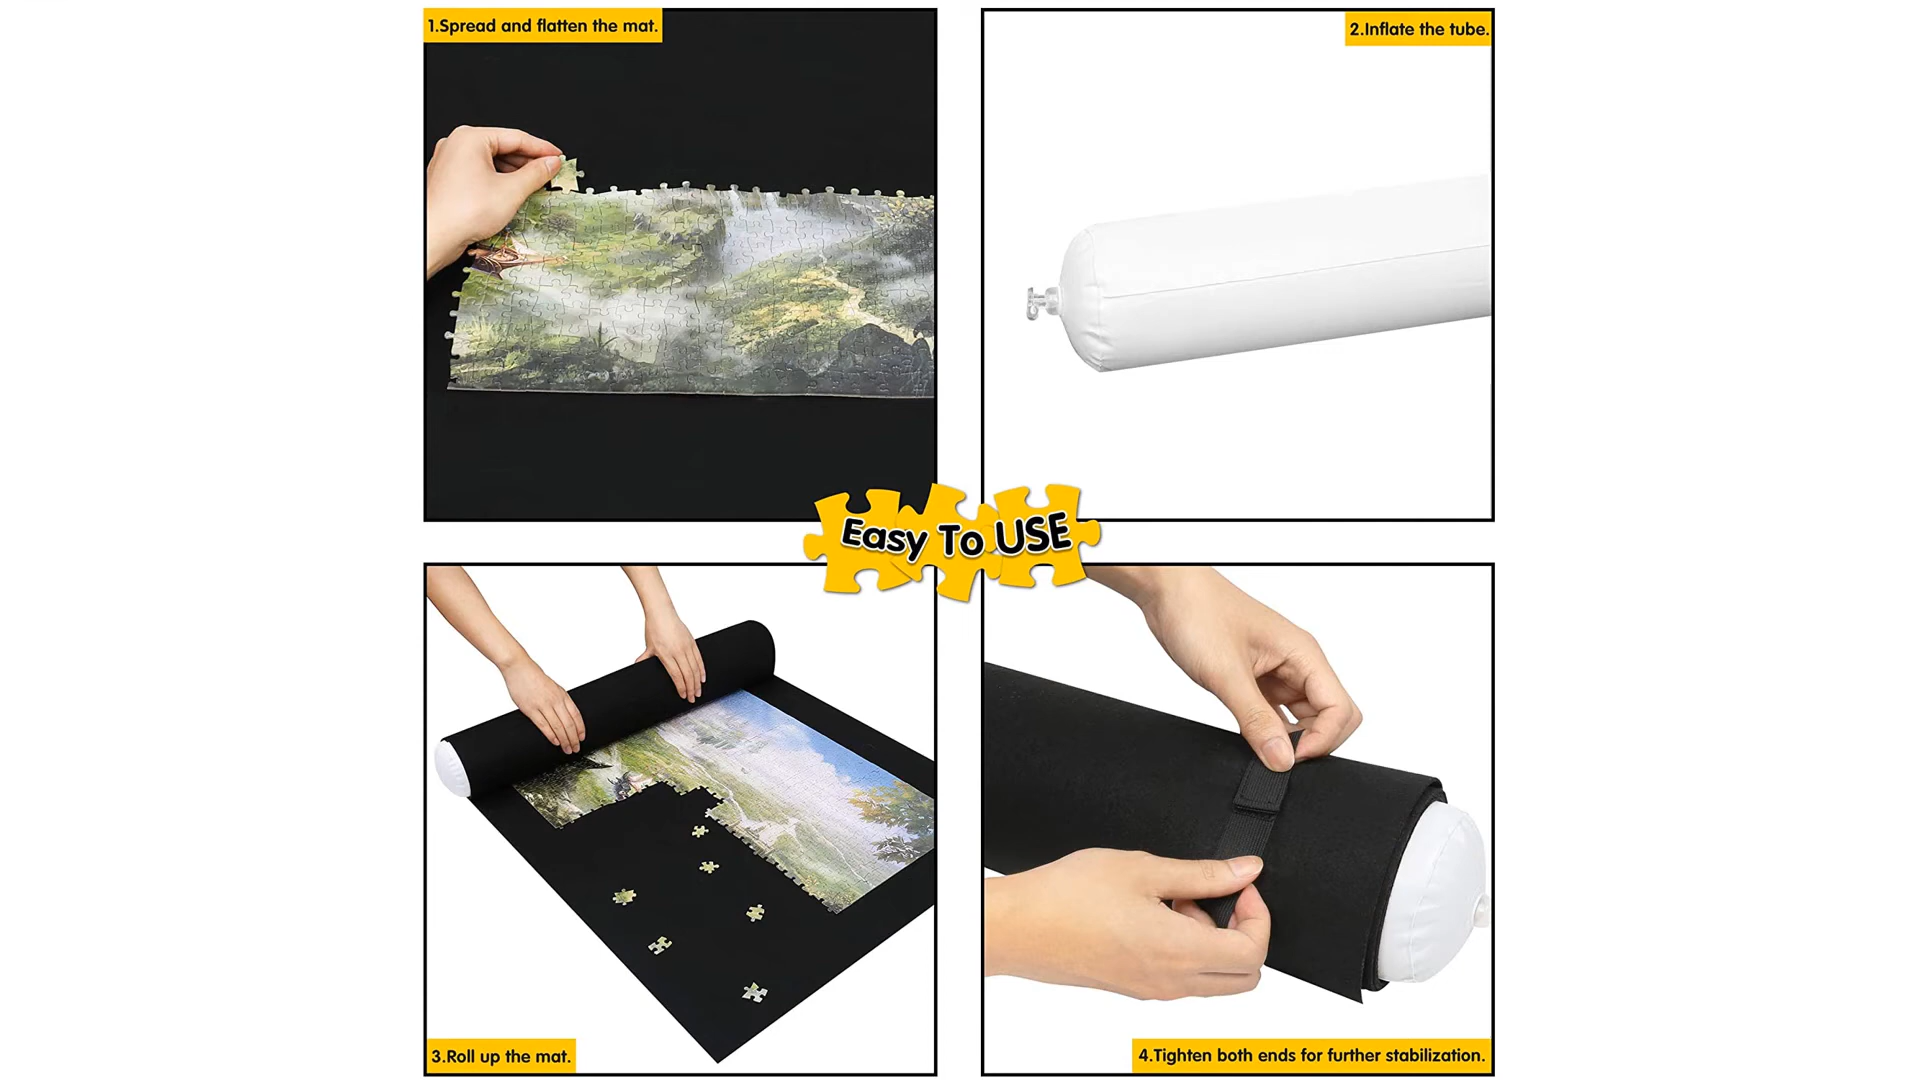 1.Spread and flatten the mat.
2.Inflate the tube.
Easy To USE
3.Roll up the mat.
4.Tighten both ends for further stabilization.